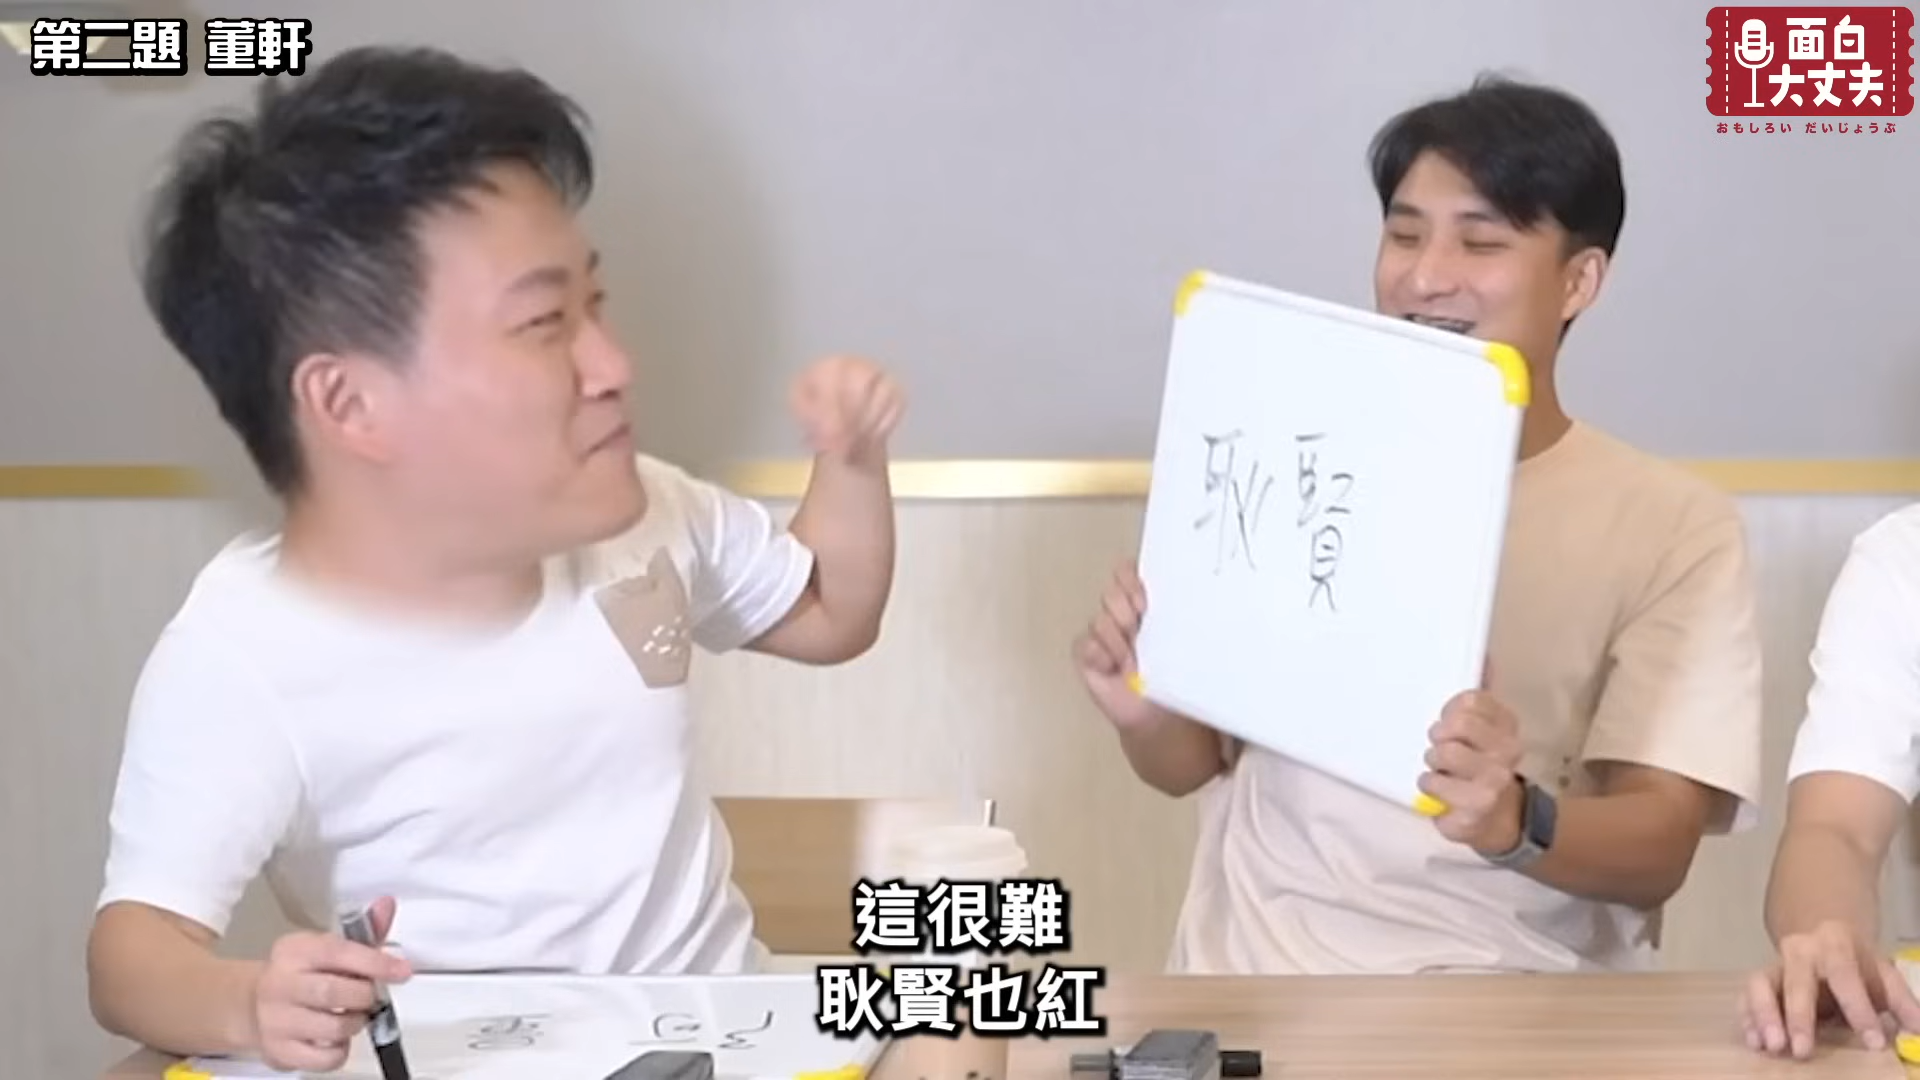 第二題 董軒
面白
大丈夫
おもしろい だいじょうぶ
耿賢
這很難
耿賢也紅